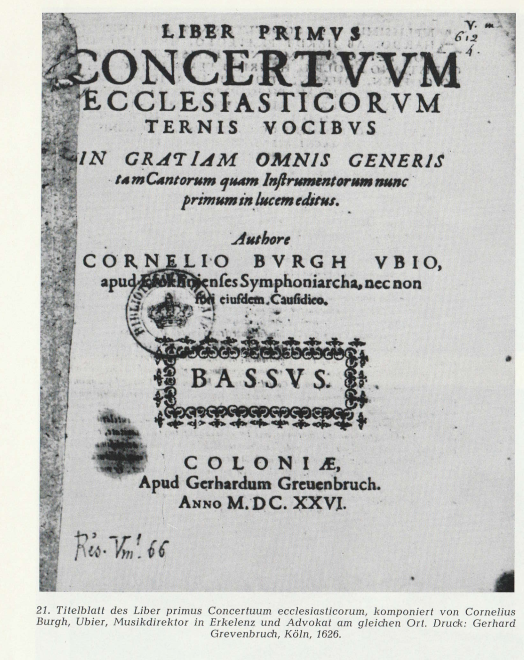 LIBER PRIMVS
CONCERTVVM
ECCLESIASTICORVM
TERNIS VOCIBVS
IN GRATIAM OMNIS GENERIS
tam Cantorum quam Inſtrumentorum nunc
primum in lucem editus.
Authore
CORNELIO BVRGH VBIO,
apud Symphoniarcha, nec non
fori eiuſdem. Cauſidico.
BASSVS.
COLONIÆ,
Apud Gerhardum Greuenbruch.
ANNO M. DC. XXVI.
V. m
612
4.
Rés. Vm¹. 66
21. Titelblatt des Liber primus Concertuum ecclesiasticorum, komponiert von Cornelius
Burgh, Ubier, Musikdirektor in Erkelenz und Advokat am gleichen Ort. Druck: Gerhard
Grevenbruch, Köln, 1626.